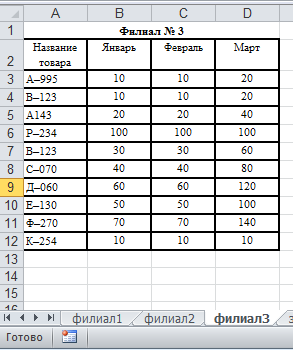 A B C D
1 Филиал № 3
2 Название товара Январь Февраль Март
3 А–995 10 10 20
4 В–123 10 10 20
5 А143 20 20 40
6 Р–234 100 100 100
7 В–123 30 30 60
8 С–070 40 40 80
9 Д–060 60 60 120
10 Е–130 50 50 100
11 Ф–270 70 70 140
12 К–254 10 10 10
13
14
15
филиал1 филиал2 филиал3
Готово